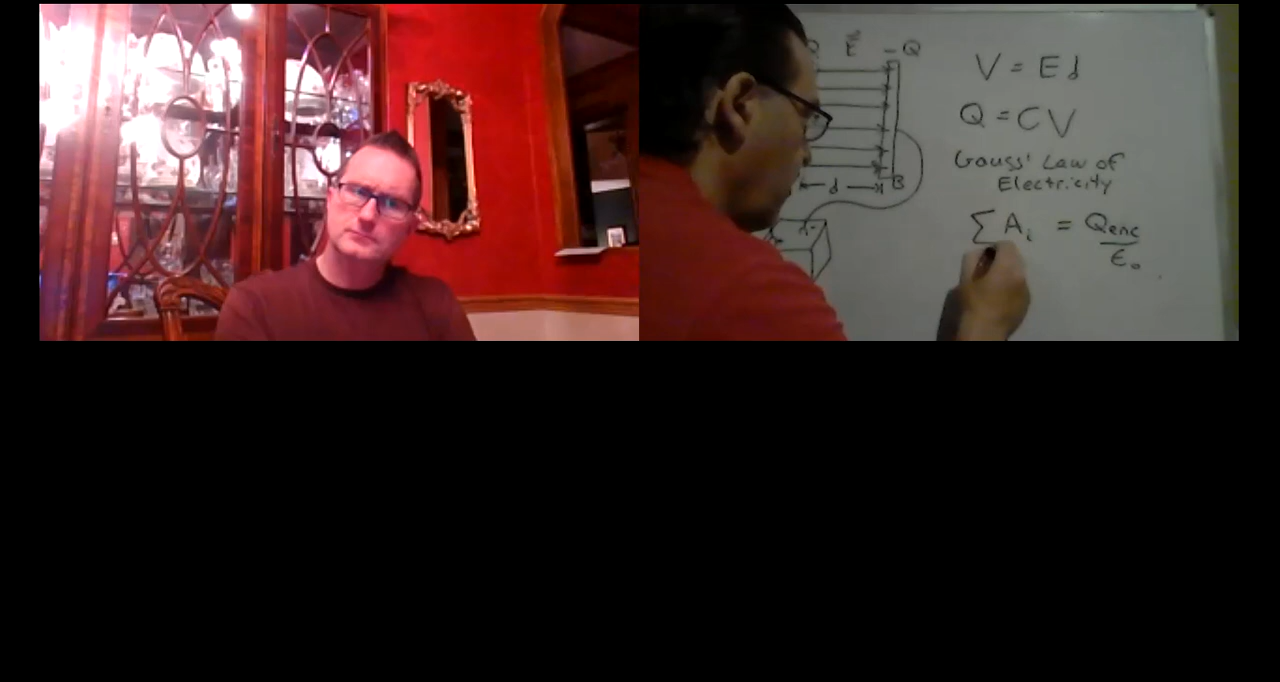 E - Q
d
B
V = Ed
Q = CV
Gauss' Law of
Electricity
Σ Aᵢ = Qenc
ε₀